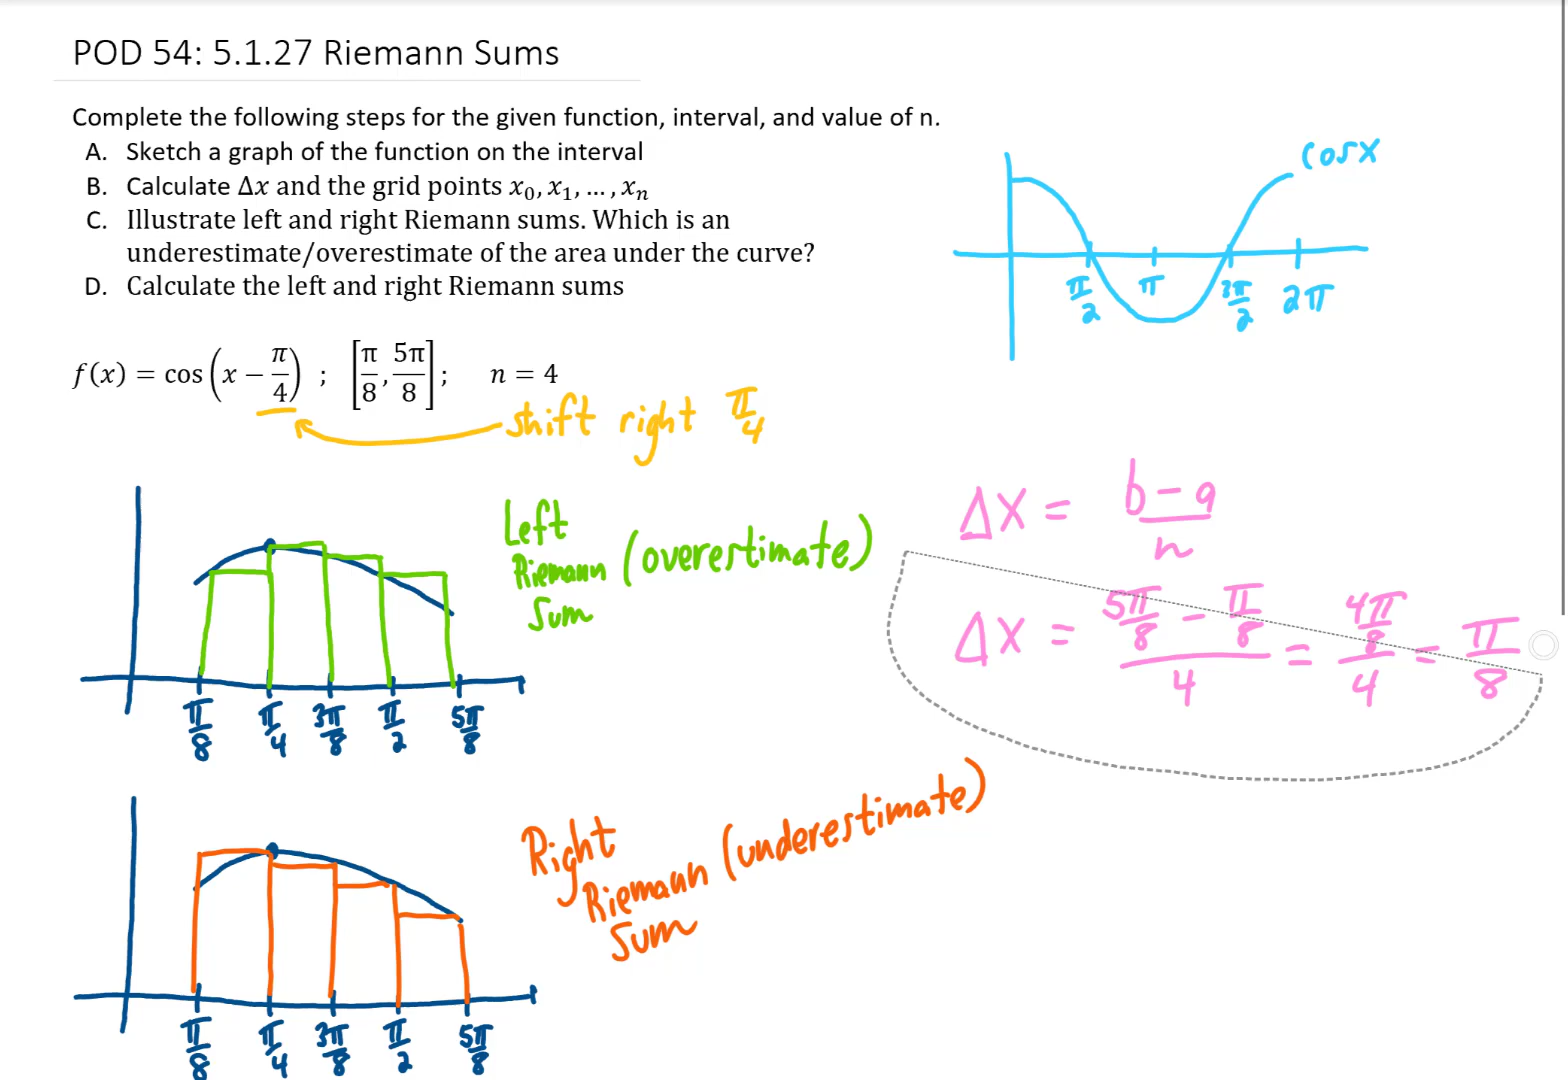 POD 54: 5.1.27 Riemann Sums
Complete the following steps for the given function, interval, and value of n.
A. Sketch a graph of the function on the interval
B. Calculate Δx and the grid points x₀, x₁, … , xₙ
C. Illustrate left and right Riemann sums. Which is an
underestimate/overestimate of the area under the curve?
D. Calculate the left and right Riemann sums
f(x) = cos(x − π/4) ; [π/8, 5π/8]; n = 4
shift right π/4
cosx
π/2 π 3π/2 2π
Left
Riemann (overestimate)
Sum
π/8 π/4 3π/8 π/2 5π/8
Δx = (b-a)/n
Δx = (5π/8 - π/8)/4 = (4π/8)/4 = π/8
Right
Riemann (underestimate)
Sum
π/8 π/4 3π/8 π/2 5π/8